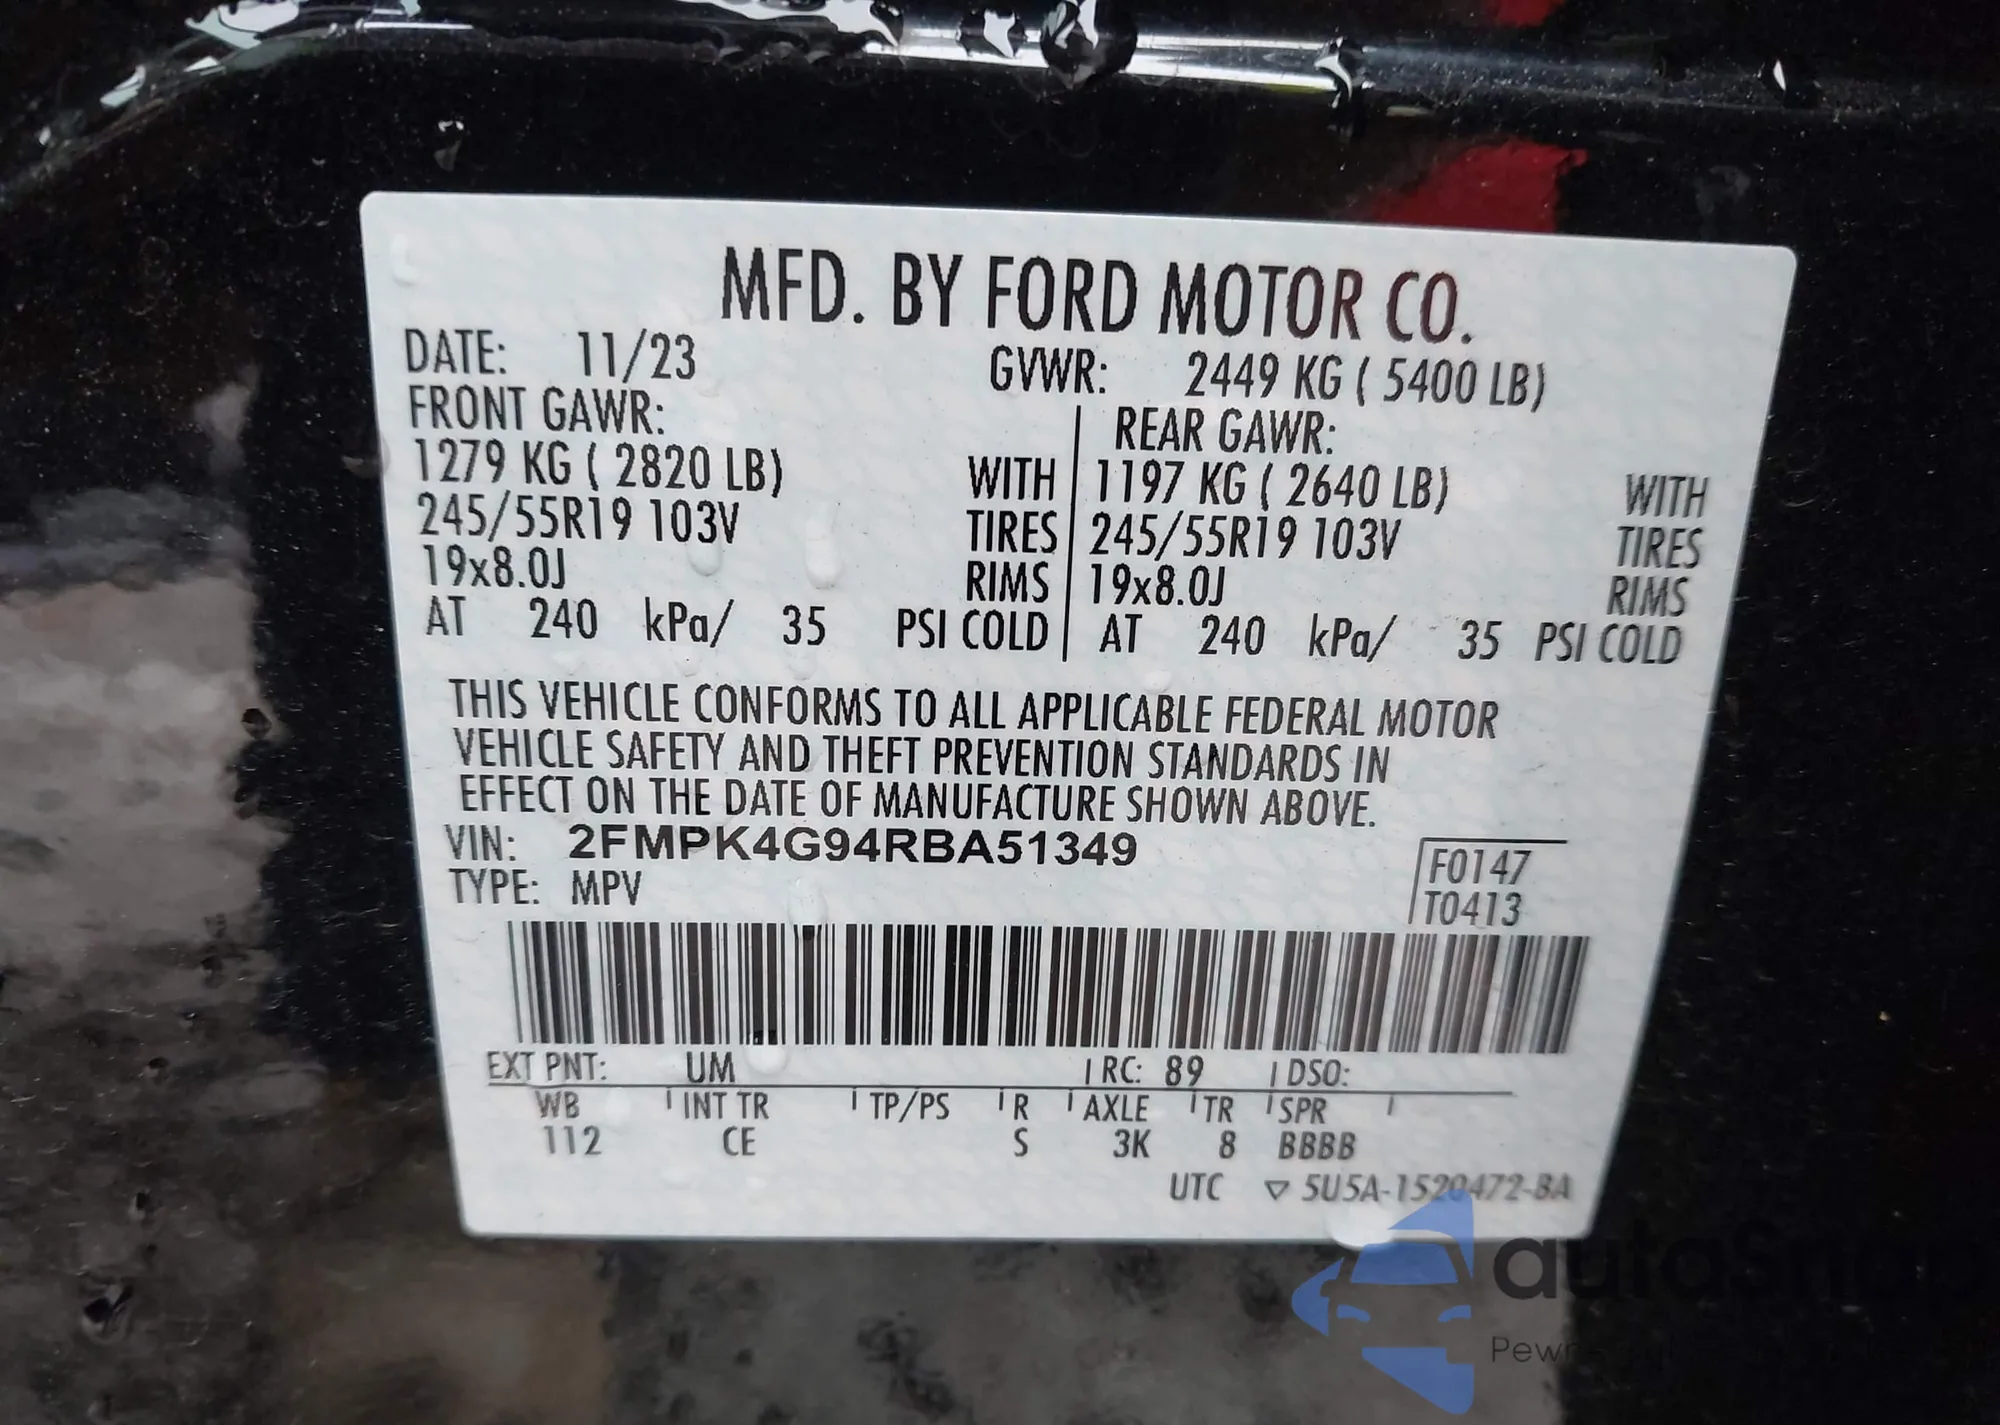 MFD. BY FORD MOTOR CO.
DATE: 11/23 GVWR: 2449 KG ( 5400 LB)
FRONT GAWR: REAR GAWR:
1279 KG ( 2820 LB) WITH 1197 KG ( 2640 LB) WITH
245/55R19 103V TIRES 245/55R19 103V TIRES
19x8.0J RIMS 19x8.0J RIMS
AT 240 kPa/ 35 PSI COLD AT 240 kPa/ 35 PSI COLD
THIS VEHICLE CONFORMS TO ALL APPLICABLE FEDERAL MOTOR
VEHICLE SAFETY AND THEFT PREVENTION STANDARDS IN
EFFECT ON THE DATE OF MANUFACTURE SHOWN ABOVE.
VIN: 2FMPK4G94RBA51349
TYPE: MPV
F0147
T0413
EXT PNT: UM RC: 89 DSO:
WB INT TR TP/PS R AXLE TR SPR
112 CE S 3K 8 BBBB
UTC ▽ 5U5A-1520472-BA